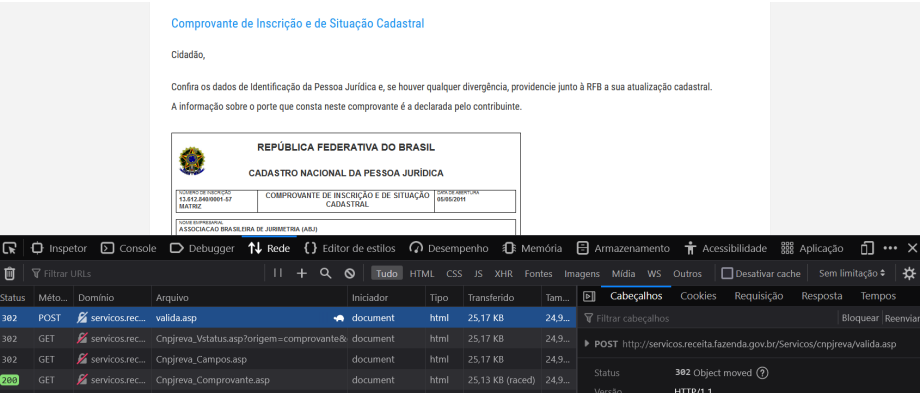 Comprovante de Inscrição e de Situação Cadastral
Cidadão,
Confira os dados de Identificação da Pessoa Jurídica e, se houver qualquer divergência, providencie junto à RFB a sua atualização cadastral.
A informação sobre o porte que consta neste comprovante é a declarada pelo contribuinte.
REPÚBLICA FEDERATIVA DO BRASIL
CADASTRO NACIONAL DA PESSOA JURÍDICA
NÚMERO DE INSCRIÇÃO
13.612.840/0001-57
MATRIZ
COMPROVANTE DE INSCRIÇÃO E DE SITUAÇÃO
CADASTRAL
DATA DE ABERTURA
05/05/2011
NOME EMPRESARIAL
ASSOCIACAO BRASILEIRA DE JURIMETRIA (ABJ)
Inspetor Console Debugger Rede Editor de estilos Desempenho Memória Armazenamento Acessibilidade Aplicação
Filtrar URLs Tudo HTML CSS JS XHR Fontes Imagens Mídia WS Outros Desativar cache Sem limitação
Status Méto... Domínio Arquivo Iniciador Tipo Transferido Tam...
302 POST servicos.rec... valida.asp document html 25,17 KB 24,9...
302 GET servicos.rec... Cnpjreva_Vstatus.asp?origem=comprovante& document html 25,17 KB 24,9...
302 GET servicos.rec... Cnpjreva_Campos.asp document html 25,17 KB 24,9...
200 GET servicos.rec... Cnpjreva_Comprovante.asp document html 25,13 KB (raced) 24,9...
Cabeçalhos Cookies Requisição Resposta Tempos
Filtrar cabeçalhos Bloquear Reenviar
POST http://servicos.receita.fazenda.gov.br/Servicos/cnpjreva/valida.asp
Status 302 Object moved
Versão HTTP/1.1